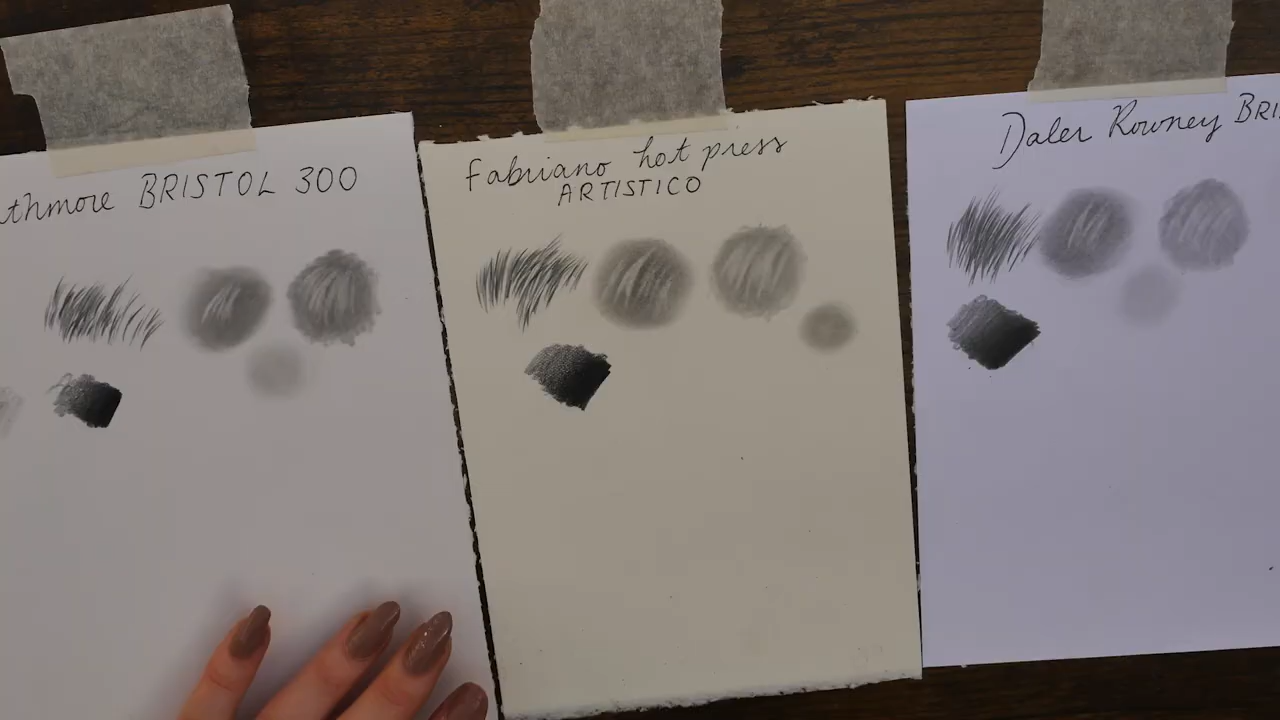 thmore BRISTOL 300
Fabriano hot press
ARTISTICO
Daler Rowney BRI